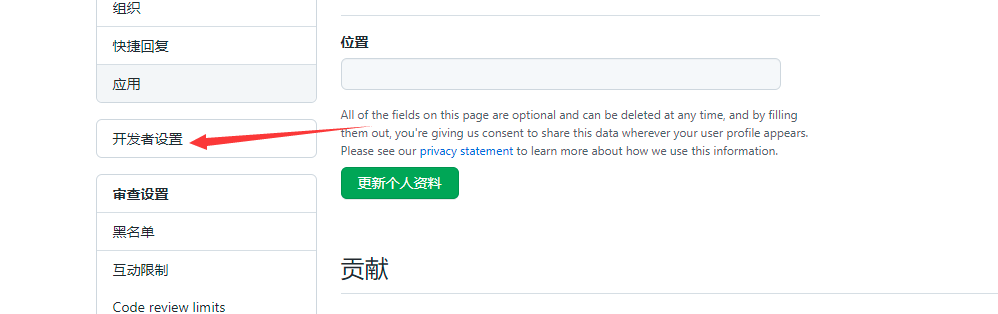 组织
快捷回复
应用
开发者设置
审查设置
黑名单
互动限制
Code review limits
位置
All of the fields on this page are optional and can be deleted at any time, and by filling
them out, you're giving us consent to share this data wherever your user profile appears.
Please see our privacy statement to learn more about how we use this information.
更新个人资料
贡献